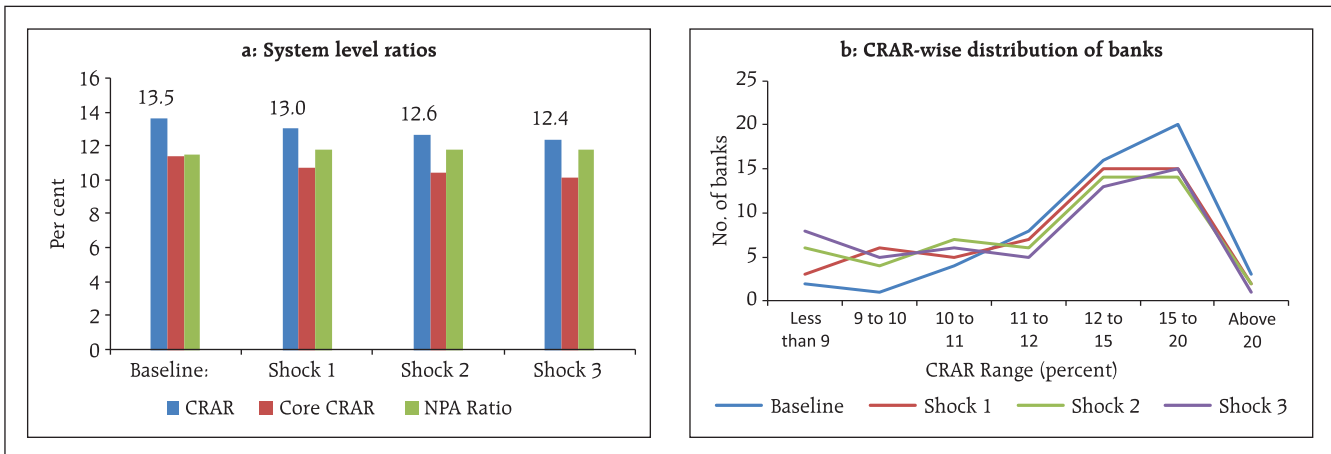 a: System level ratios
Per cent
16
14
12
10
8
6
4
2
0
13.5
13.0
12.6
12.4
Baseline:
Shock 1
Shock 2
Shock 3
CRAR
Core CRAR
NPA Ratio
b: CRAR-wise distribution of banks
No. of banks
25
20
15
10
5
0
Less than 9
9 to 10
10 to 11
11 to 12
12 to 15
15 to 20
Above 20
CRAR Range (percent)
Baseline
Shock 1
Shock 2
Shock 3